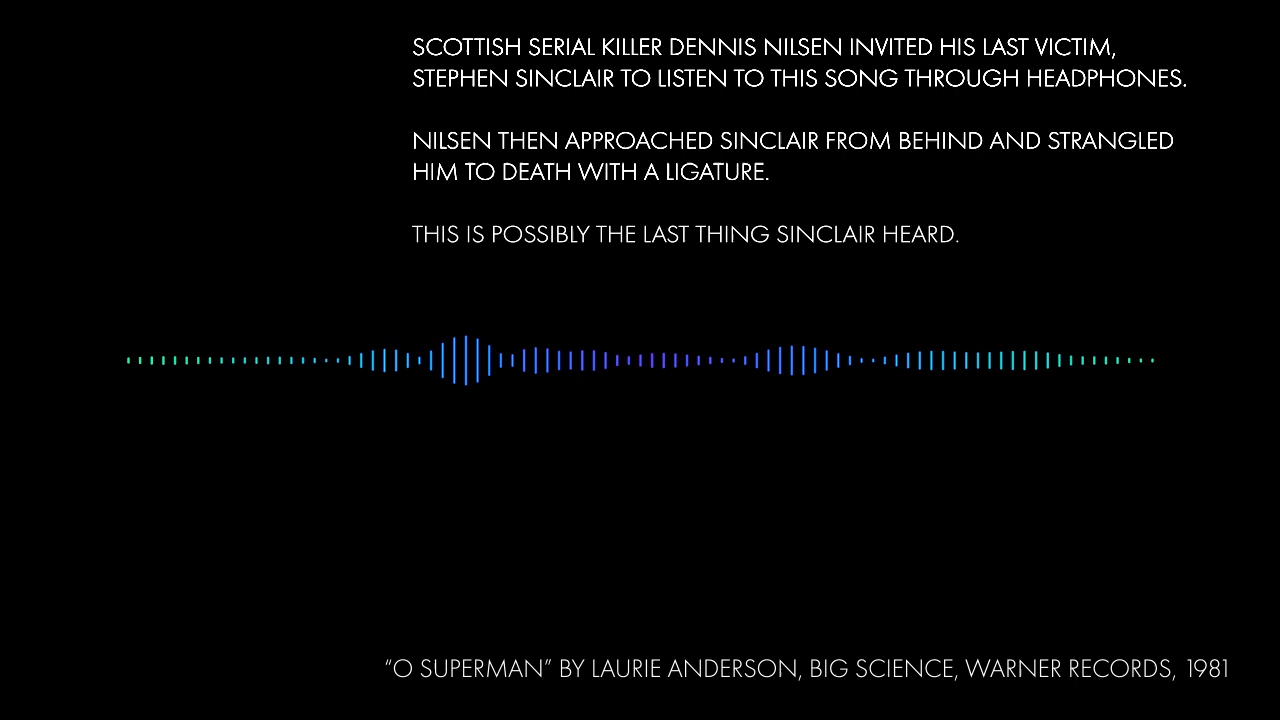 SCOTTISH SERIAL KILLER DENNIS NILSEN INVITED HIS LAST VICTIM,
STEPHEN SINCLAIR TO LISTEN TO THIS SONG THROUGH HEADPHONES.
NILSEN THEN APPROACHED SINCLAIR FROM BEHIND AND STRANGLED
HIM TO DEATH WITH A LIGATURE.
THIS IS POSSIBLY THE LAST THING SINCLAIR HEARD.
“O SUPERMAN” BY LAURIE ANDERSON, BIG SCIENCE, WARNER RECORDS, 1981